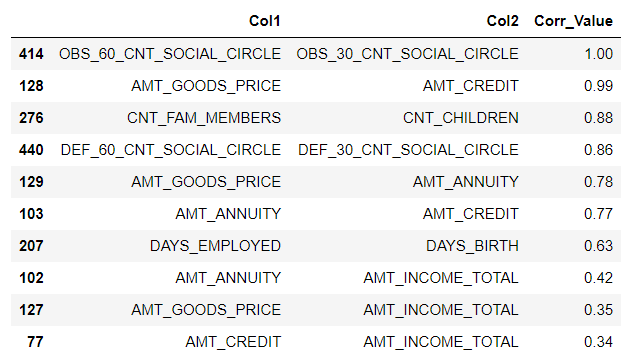 Col1 Col2 Corr_Value
414 OBS_60_CNT_SOCIAL_CIRCLE OBS_30_CNT_SOCIAL_CIRCLE 1.00
128 AMT_GOODS_PRICE AMT_CREDIT 0.99
276 CNT_FAM_MEMBERS CNT_CHILDREN 0.88
440 DEF_60_CNT_SOCIAL_CIRCLE DEF_30_CNT_SOCIAL_CIRCLE 0.86
129 AMT_GOODS_PRICE AMT_ANNUITY 0.78
103 AMT_ANNUITY AMT_CREDIT 0.77
207 DAYS_EMPLOYED DAYS_BIRTH 0.63
102 AMT_ANNUITY AMT_INCOME_TOTAL 0.42
127 AMT_GOODS_PRICE AMT_INCOME_TOTAL 0.35
77 AMT_CREDIT AMT_INCOME_TOTAL 0.34